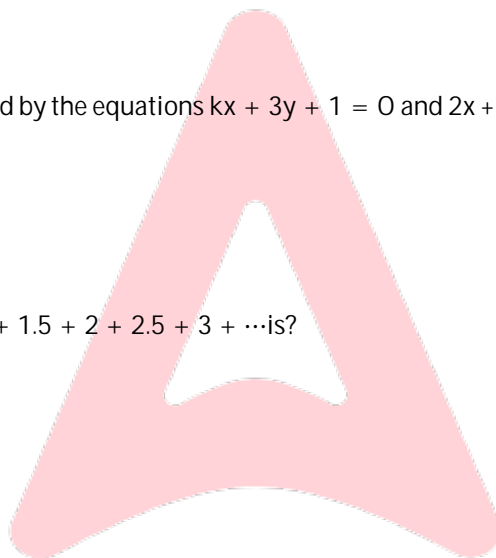 d by the equations kx + 3y + 1 = 0 and 2x +
+ 1.5 + 2 + 2.5 + 3 + ⋯is?